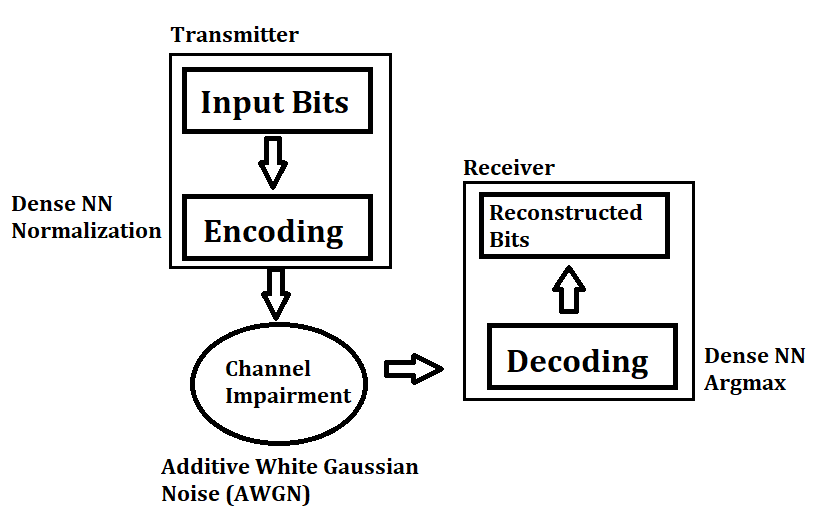 Transmitter
Input Bits
Dense NN
Normalization
Encoding
Channel
Impairment
Additive White Gaussian
Noise (AWGN)
Receiver
Reconstructed
Bits
Decoding
Dense NN
Argmax